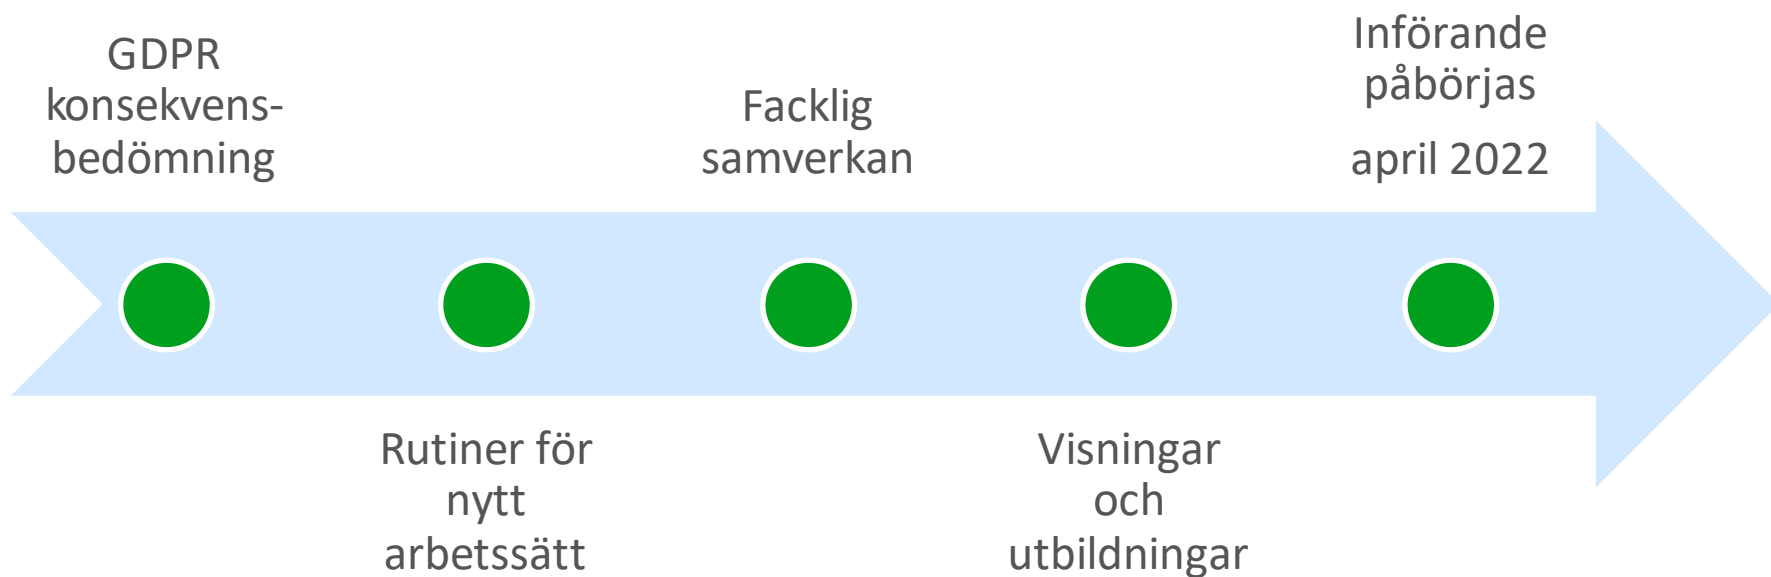 GDPR
konsekvens-
bedömning
Rutiner för
nytt
arbetssätt
Facklig
samverkan
Visningar
och
utbildningar
Införande
påbörjas
april 2022